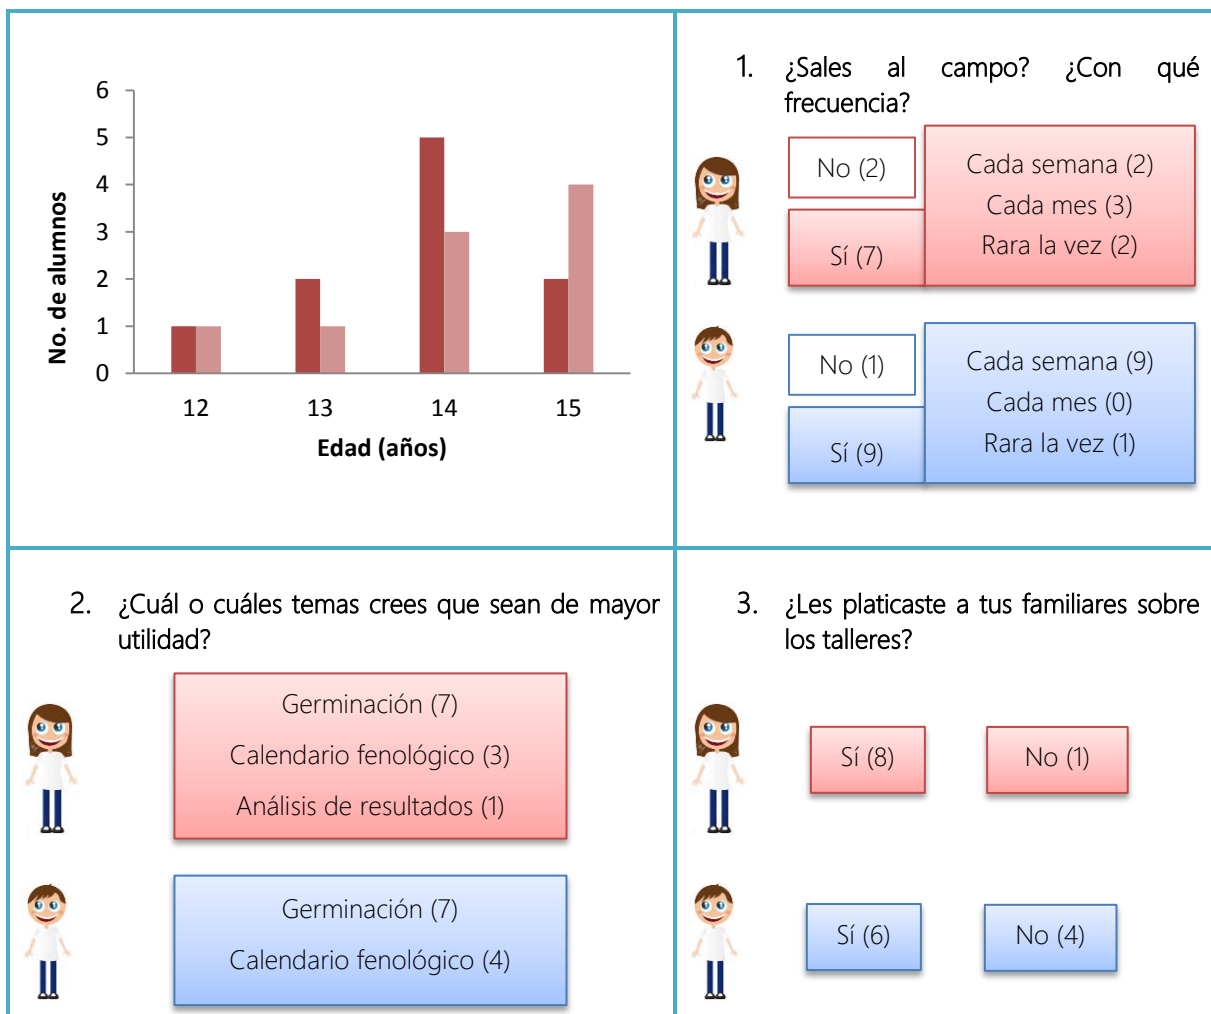 6
5
4
3
2
1
0
No. de alumnos
12 13 14 15
Edad (años)
1. ¿Sales al campo? ¿Con qué
frecuencia?
No (2)
Sí (7)
Cada semana (2)
Cada mes (3)
Rara la vez (2)
No (1)
Sí (9)
Cada semana (9)
Cada mes (0)
Rara la vez (1)
2. ¿Cuál o cuáles temas crees que sean de mayor
utilidad?
Germinación (7)
Calendario fenológico (3)
Análisis de resultados (1)
Germinación (7)
Calendario fenológico (4)
3. ¿Les platicaste a tus familiares sobre
los talleres?
Sí (8) No (1)
Sí (6) No (4)